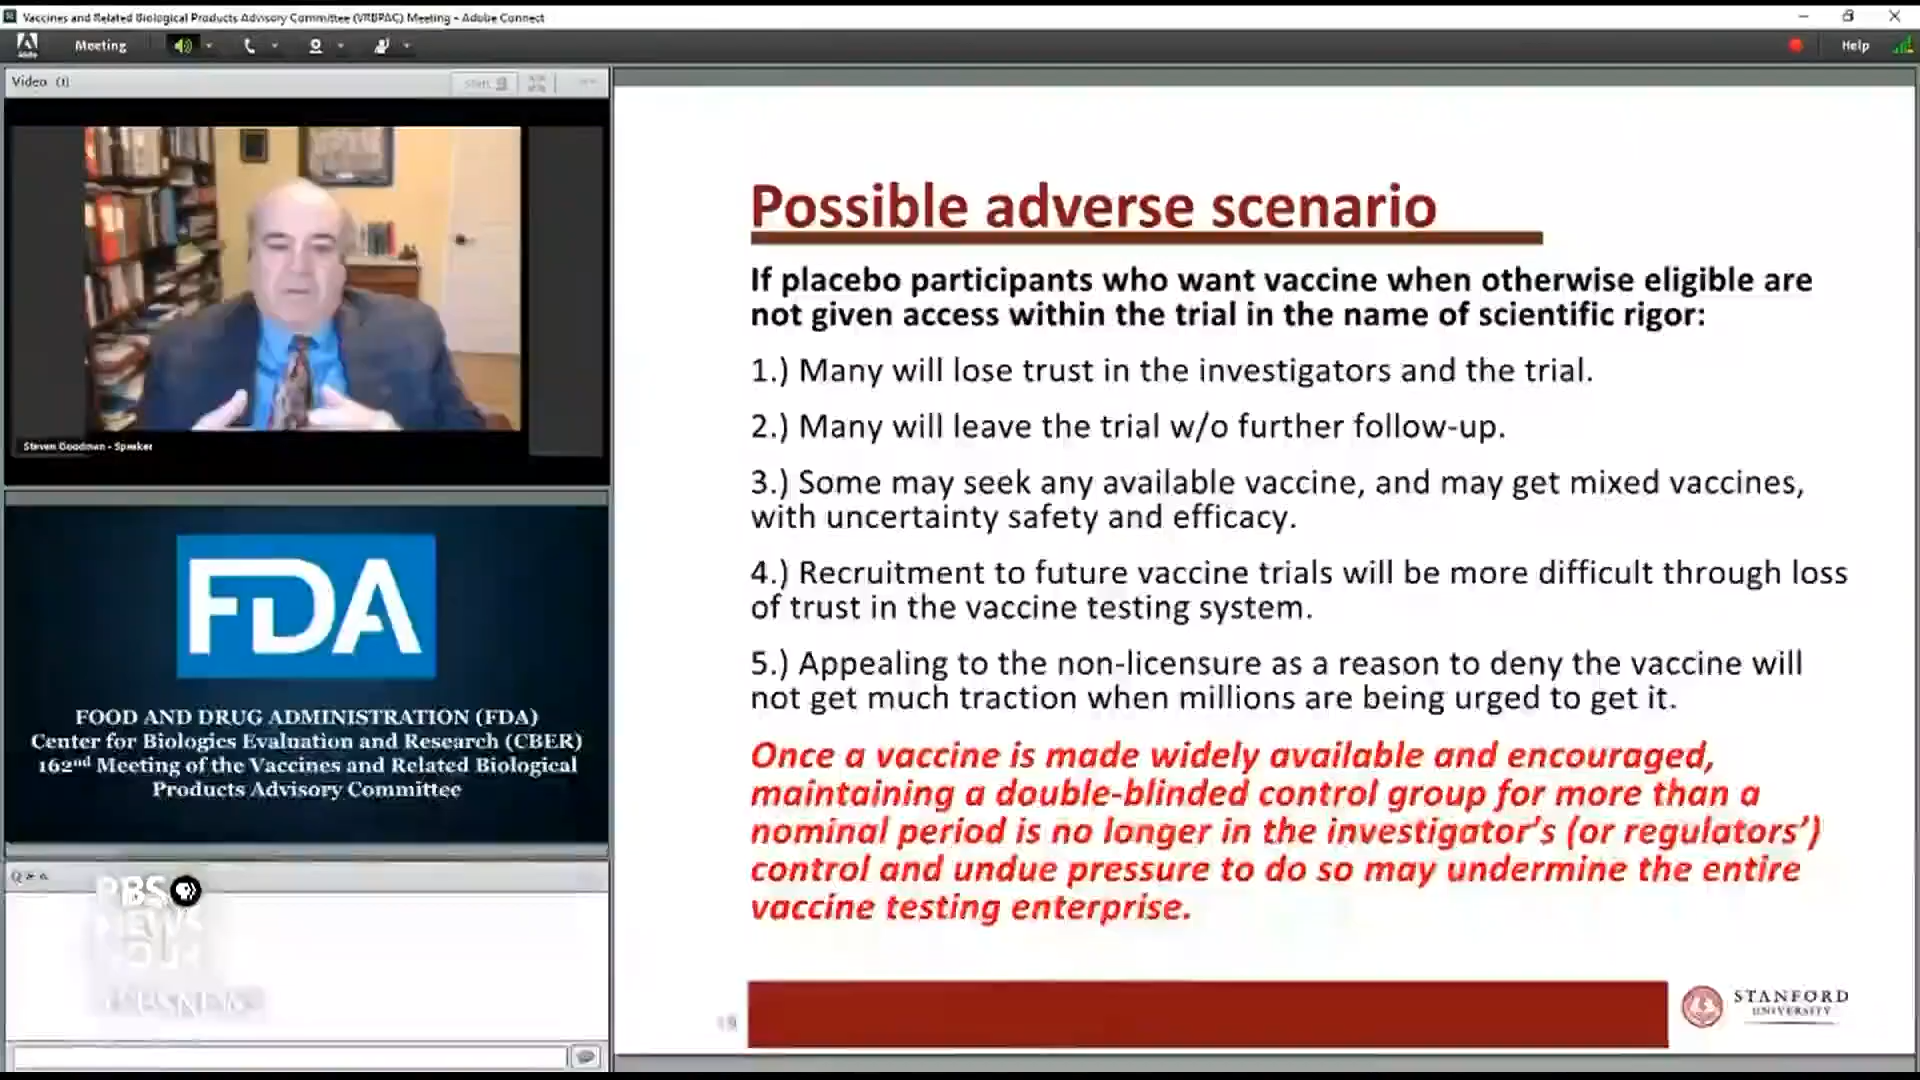 Vaccines and Related Biological Products Advisory Committee (VRBPAC) Meeting - Adobe Connect
Adobe
Meeting
Help
Video (1)
Steven Goodman - Speaker
FDA
FOOD AND DRUG ADMINISTRATION (FDA)
Center for Biologics Evaluation and Research (CBER)
162nd Meeting of the Vaccines and Related Biological
Products Advisory Committee
Q & A
PBS
NEWS
HOUR
Possible adverse scenario
If placebo participants who want vaccine when otherwise eligible are
not given access within the trial in the name of scientific rigor:
1.) Many will lose trust in the investigators and the trial.
2.) Many will leave the trial w/o further follow-up.
3.) Some may seek any available vaccine, and may get mixed vaccines,
with uncertainty safety and efficacy.
4.) Recruitment to future vaccine trials will be more difficult through loss
of trust in the vaccine testing system.
5.) Appealing to the non-licensure as a reason to deny the vaccine will
not get much traction when millions are being urged to get it.
Once a vaccine is made widely available and encouraged,
maintaining a double-blinded control group for more than a
nominal period is no longer in the investigator's (or regulators')
control and undue pressure to do so may undermine the entire
vaccine testing enterprise.
STANFORD
UNIVERSITY